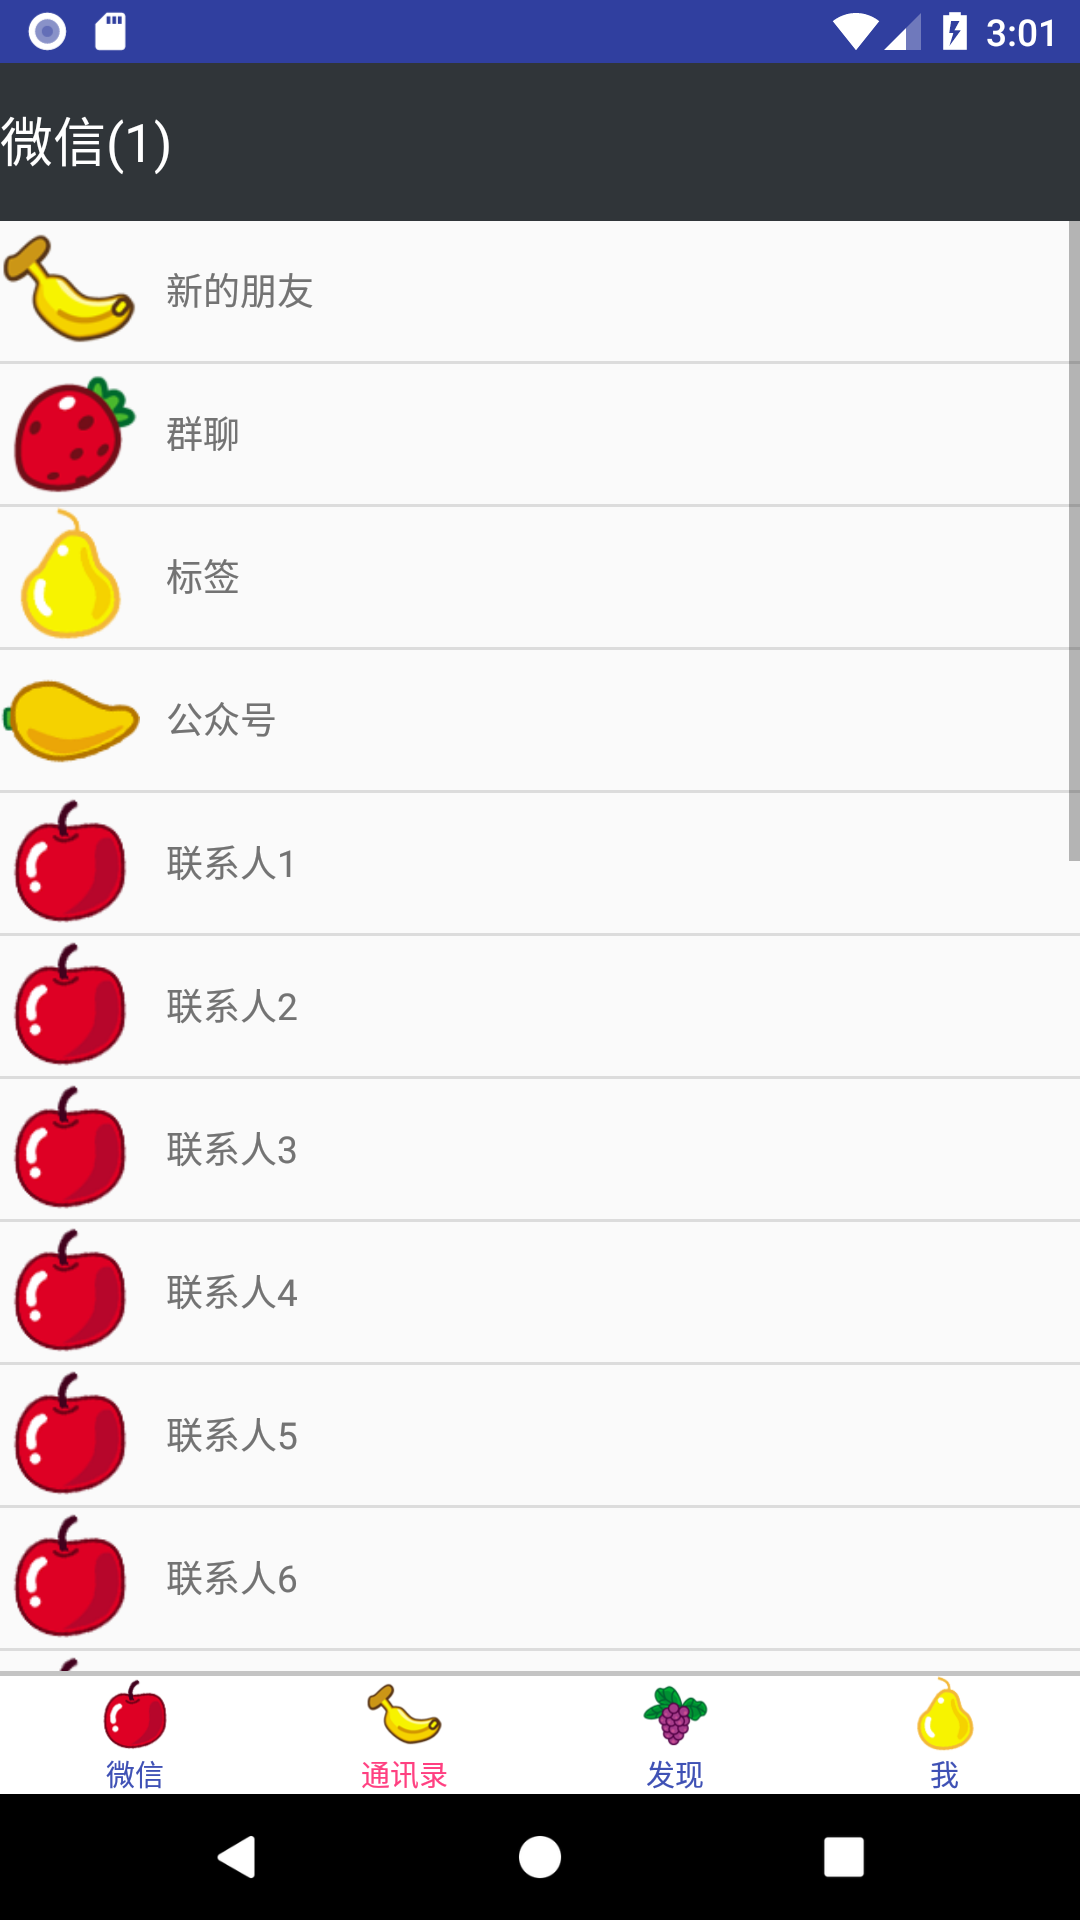 3:01
微信(1)
新的朋友
群聊
标签
公众号
联系人1
联系人2
联系人3
联系人4
联系人5
联系人6
微信 通讯录 发现 我